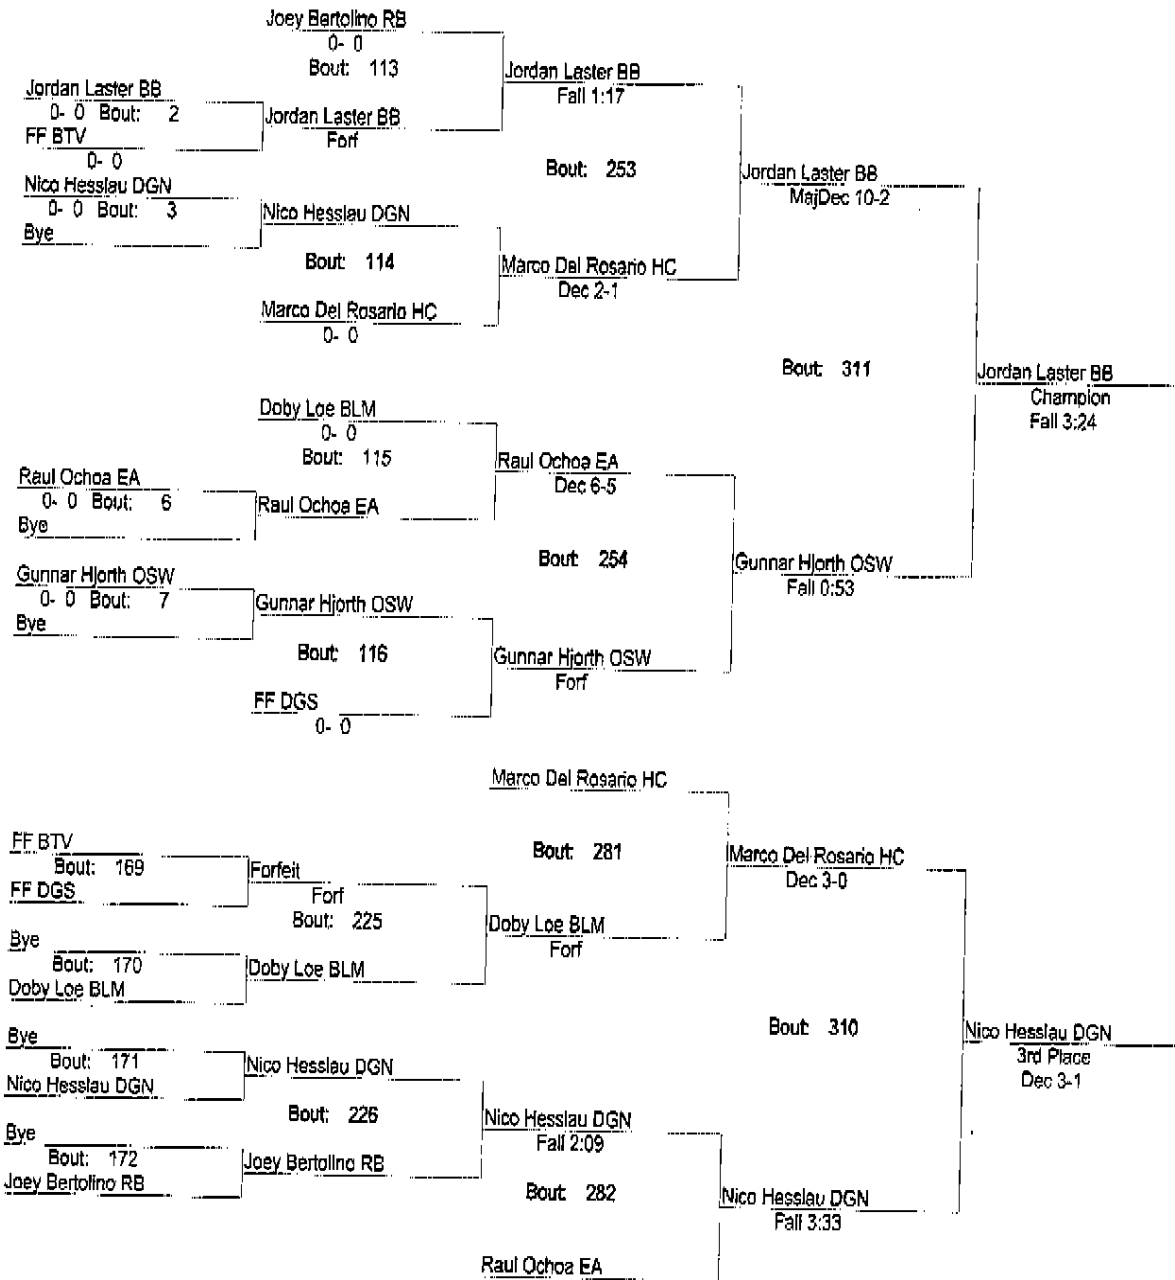 Joey Bertolino RB
0- 0
Bout: 113
Jordan Laster BB
Fall 1:17
Jordan Laster BB
0- 0 Bout: 2
FF BTV
0- 0
Jordan Laster BB
Forf
Bout: 253
Jordan Laster BB
MajDec 10-2
Nico Hesslau DGN
0- 0 Bout: 3
Bye
Nico Hesslau DGN
Bout: 114
Marco Del Rosario HC
Dec 2-1
Marco Del Rosario HC
0- 0
Bout: 311
Jordan Laster BB
Champion
Fall 3:24
Doby Loe BLM
0- 0
Bout: 115
Raul Ochoa EA
Dec 6-5
Raul Ochoa EA
0- 0 Bout: 6
Bye
Raul Ochoa EA
Bout: 254
Gunnar Hjorth OSW
Fall 0:53
Gunnar Hjorth OSW
0- 0 Bout: 7
Bye
Gunnar Hjorth OSW
Bout: 116
Gunnar Hjorth OSW
Forf
FF DGS
0- 0
Marco Del Rosario HC
Bout: 281
Marco Del Rosario HC
Dec 3-0
FF BTV
Bout: 169
FF DGS
Forfeit
Forf
Bout: 225
Doby Loe BLM
Forf
Bye
Bout: 170
Doby Loe BLM
Doby Loe BLM
Bout: 310
Nico Hesslau DGN
3rd Place
Dec 3-1
Bye
Bout: 171
Nico Hesslau DGN
Nico Hesslau DGN
Bout: 226
Nico Hesslau DGN
Fall 2:09
Bye
Bout: 172
Joey Bertolino RB
Joey Bertolino RB
Bout: 282
Nico Hesslau DGN
Fall 3:33
Raul Ochoa EA